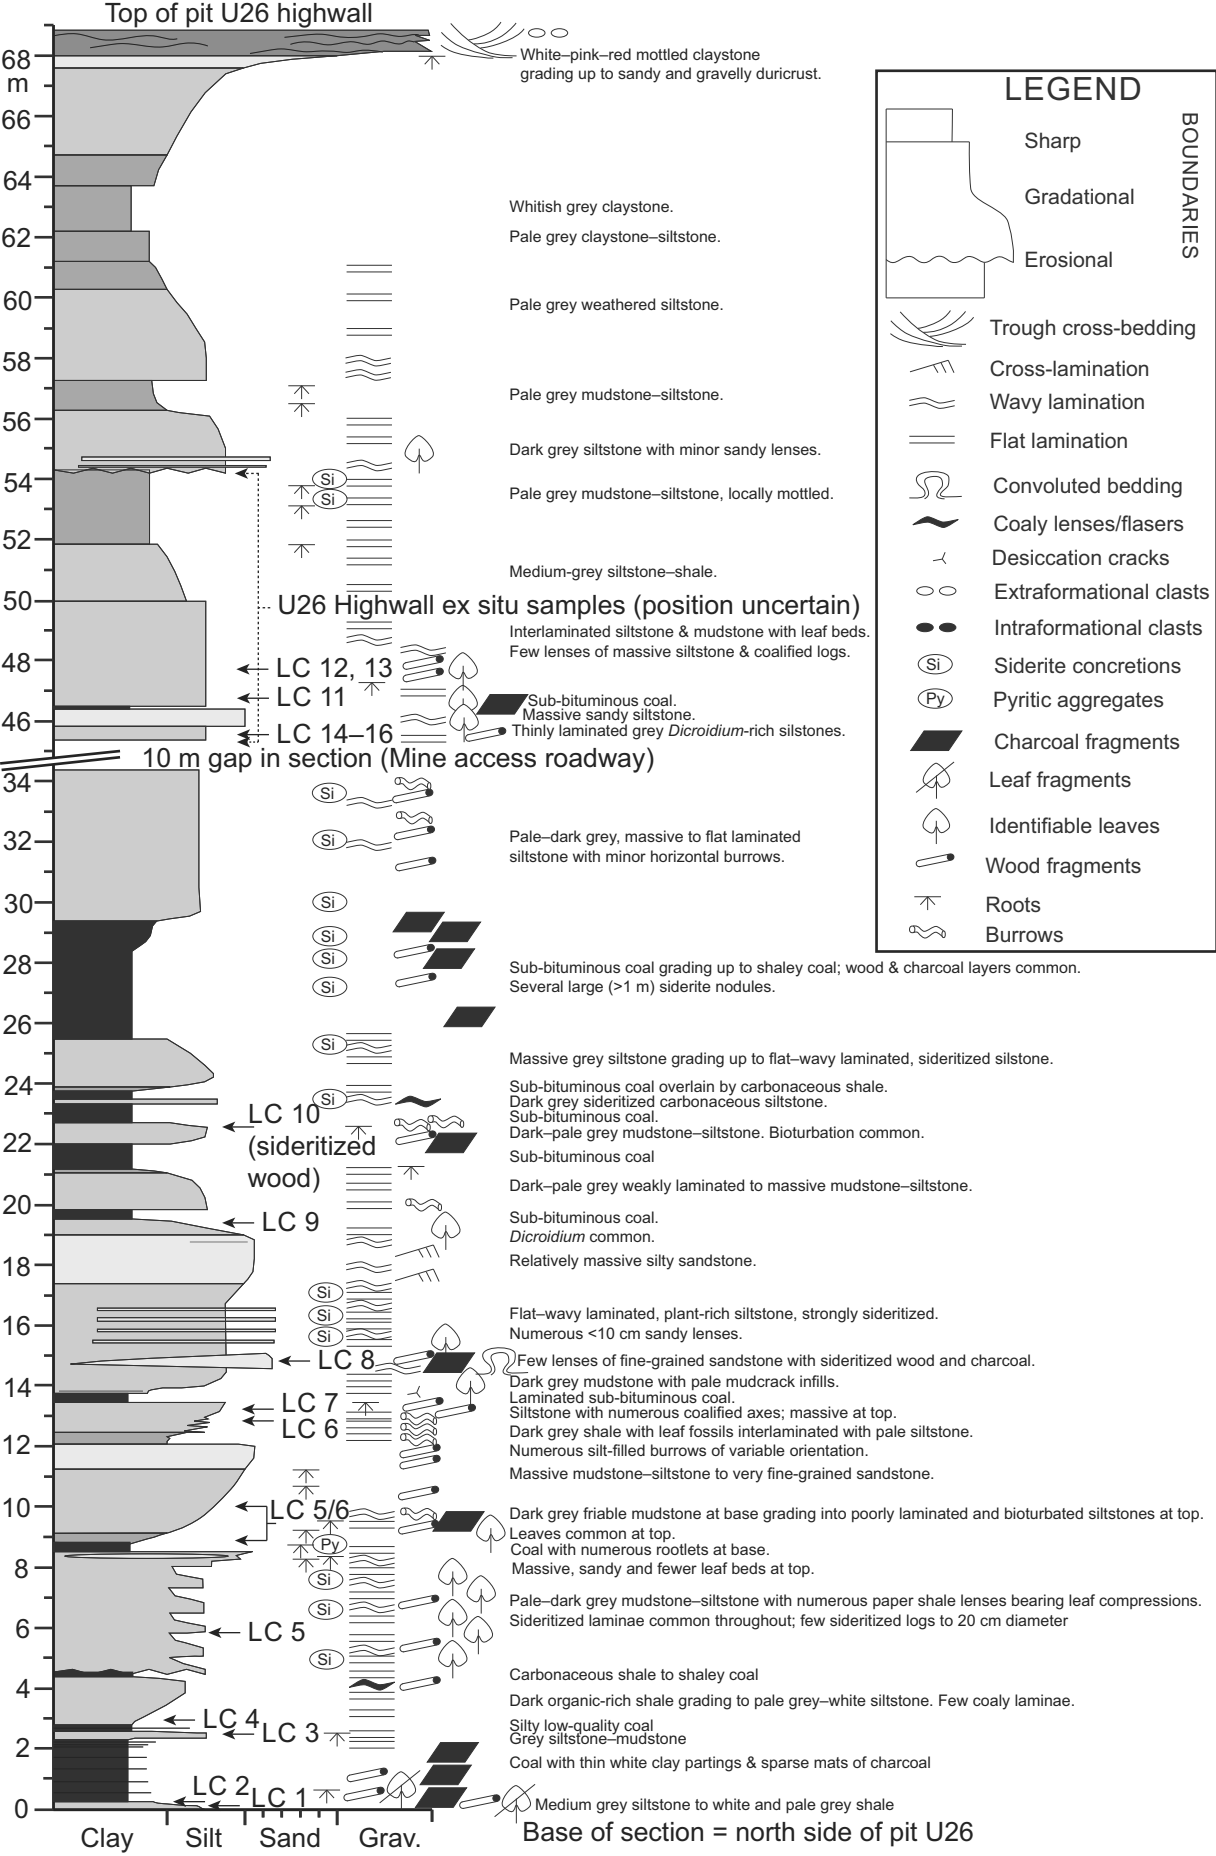 Top of pit U26 highwall
68
m
White–pink–red mottled claystone
grading up to sandy and gravelly duricrust.
66
64
Whitish grey claystone.
62
Pale grey claystone–siltstone.
60
Pale grey weathered siltstone.
58
Pale grey mudstone–siltstone.
56
Dark grey siltstone with minor sandy lenses.
54
Si
Si
Pale grey mudstone–siltstone, locally mottled.
52
Medium-grey siltstone–shale.
50
U26 Highwall ex situ samples (position uncertain)
Interlaminated siltstone & mudstone with leaf beds.
Few lenses of massive siltstone & coalified logs.
48
LC 12, 13
LC 11
Sub-bituminous coal.
Massive sandy siltstone.
46
LC 14–16
Thinly laminated grey Dicroidium-rich silstones.
10 m gap in section (Mine access roadway)
34
Si
32
Si
Pale–dark grey, massive to flat laminated
siltstone with minor horizontal burrows.
30
Si
Si
28
Si
Si
Sub-bituminous coal grading up to shaley coal; wood & charcoal layers common.
Several large (>1 m) siderite nodules.
26
Si
Massive grey siltstone grading up to flat–wavy laminated, sideritized silstone.
24
Si
Sub-bituminous coal overlain by carbonaceous shale.
Dark grey sideritized carbonaceous siltstone.
LC 10
(sideritized
wood)
Sub-bituminous coal.
Dark–pale grey mudstone–siltstone. Bioturbation common.
22
Sub-bituminous coal
Dark–pale grey weakly laminated to massive mudstone–siltstone.
20
LC 9
Sub-bituminous coal.
Dicroidium common.
18
Relatively massive silty sandstone.
Si
Si
Si
Flat–wavy laminated, plant-rich siltstone, strongly sideritized.
16
Numerous <10 cm sandy lenses.
LC 8
Few lenses of fine-grained sandstone with sideritized wood and charcoal.
14
Dark grey mudstone with pale mudcrack infills.
Laminated sub-bituminous coal.
LC 7
Siltstone with numerous coalified axes; massive at top.
LC 6
Dark grey shale with leaf fossils interlaminated with pale siltstone.
12
Numerous silt-filled burrows of variable orientation.
Massive mudstone–siltstone to very fine-grained sandstone.
10
LC 5/6
Dark grey friable mudstone at base grading into poorly laminated and bioturbated siltstones at top.
Leaves common at top.
Py
Coal with numerous rootlets at base.
8
Massive, sandy and fewer leaf beds at top.
Si
Si
Pale–dark grey mudstone–siltstone with numerous paper shale lenses bearing leaf compressions.
Sideritized laminae common throughout; few sideritized logs to 20 cm diameter
6
LC 5
Si
Carbonaceous shale to shaley coal
4
Dark organic-rich shale grading to pale grey–white siltstone. Few coaly laminae.
LC 4
LC 3
Silty low-quality coal
Grey siltstone–mudstone
2
Coal with thin white clay partings & sparse mats of charcoal
LC 2
LC 1
0
Medium grey siltstone to white and pale grey shale
Clay
Silt
Sand
Grav.
Base of section = north side of pit U26
LEGEND
BOUNDARIES
Sharp
Gradational
Erosional
Trough cross-bedding
Cross-lamination
Wavy lamination
Flat lamination
Convoluted bedding
Coaly lenses/flasers
Desiccation cracks
Extraformational clasts
Intraformational clasts
Si
Siderite concretions
Py
Pyritic aggregates
Charcoal fragments
Leaf fragments
Identifiable leaves
Wood fragments
Roots
Burrows